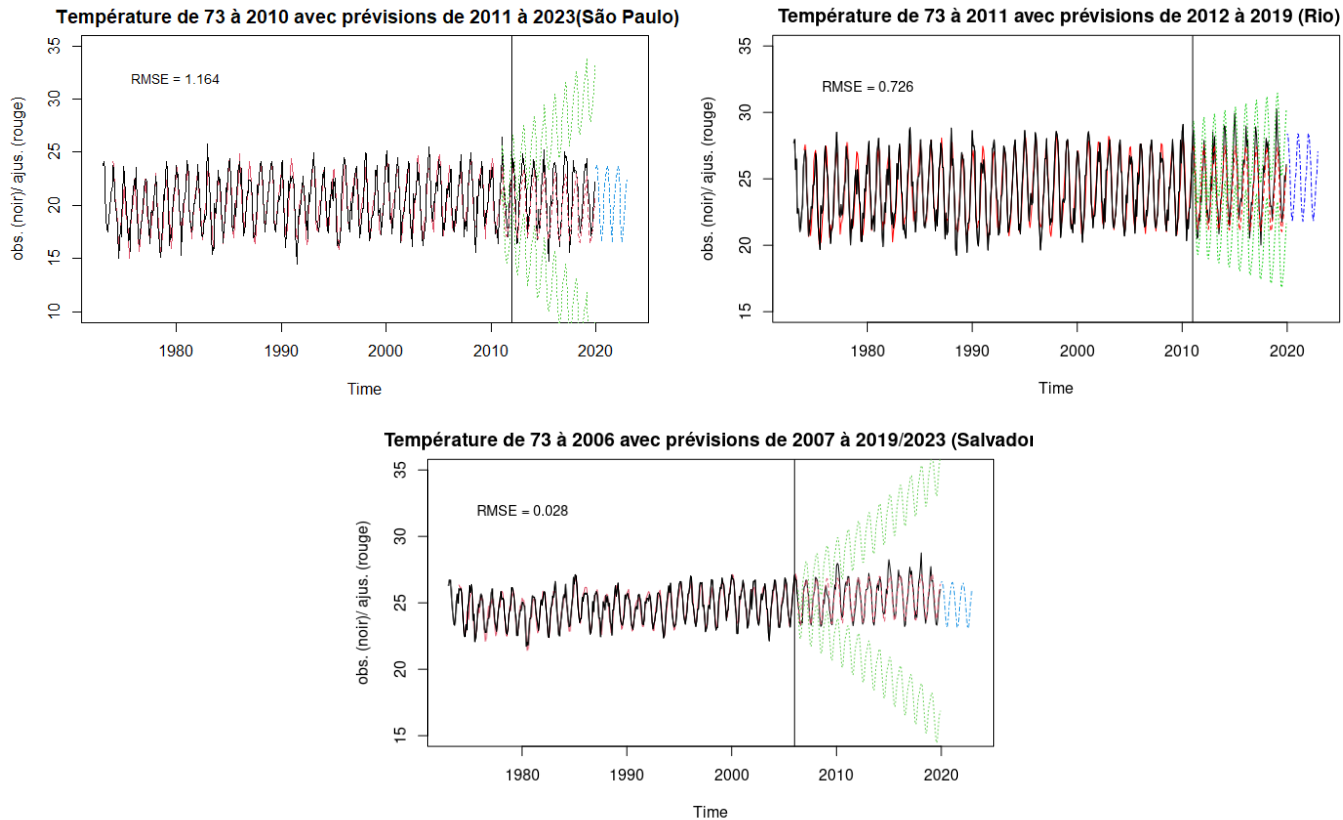 Température de 73 à 2010 avec prévisions de 2011 à 2023(São Paulo)
RMSE = 1.164
obs. (noir)/ ajus. (rouge)
35
30
25
20
15
10
1980
1990
2000
2010
2020
Time
Température de 73 à 2011 avec prévisions de 2012 à 2019 (Rio)
RMSE = 0.726
obs. (noir)/ ajus. (rouge)
35
30
25
20
15
1980
1990
2000
2010
2020
Time
Température de 73 à 2006 avec prévisions de 2007 à 2019/2023 (Salvador
RMSE = 0.028
obs. (noir)/ ajus. (rouge)
35
30
25
20
15
1980
1990
2000
2010
2020
Time